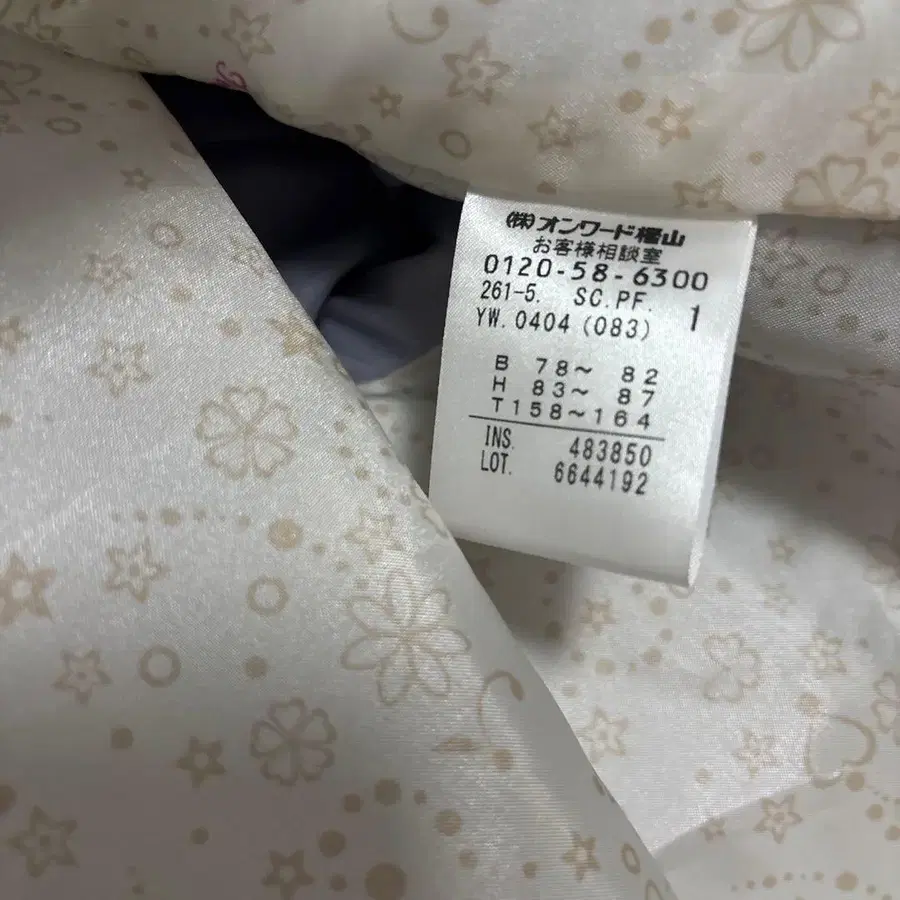 (株)オンワード樫山
お客様相談室
0120-58-6300
261-5. SC.PF. 1
YW.0404(083)
B 78〜 82
H 83〜 87
T158〜164
INS. 483850
LOT. 6644192